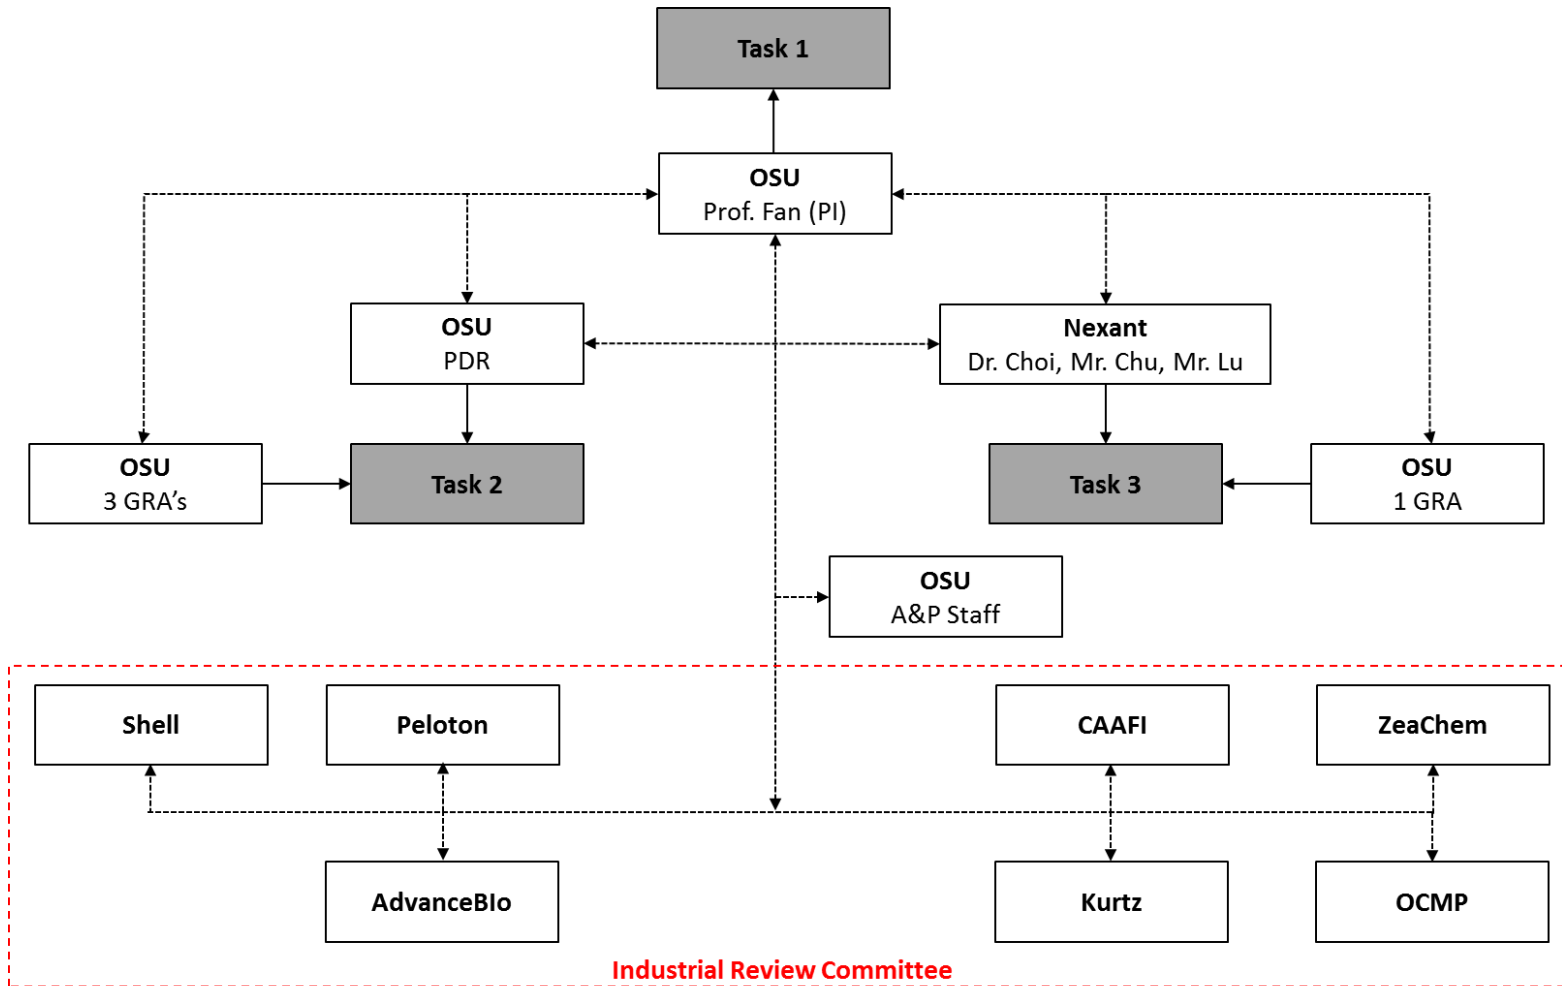 Task 1
OSU
Prof. Fan (PI)
OSU
PDR
Nexant
Dr. Choi, Mr. Chu, Mr. Lu
OSU
3 GRA’s
Task 2
Task 3
OSU
1 GRA
OSU
A&P Staff
Shell
Peloton
CAAFI
ZeaChem
AdvanceBIo
Kurtz
OCMP
Industrial Review Committee